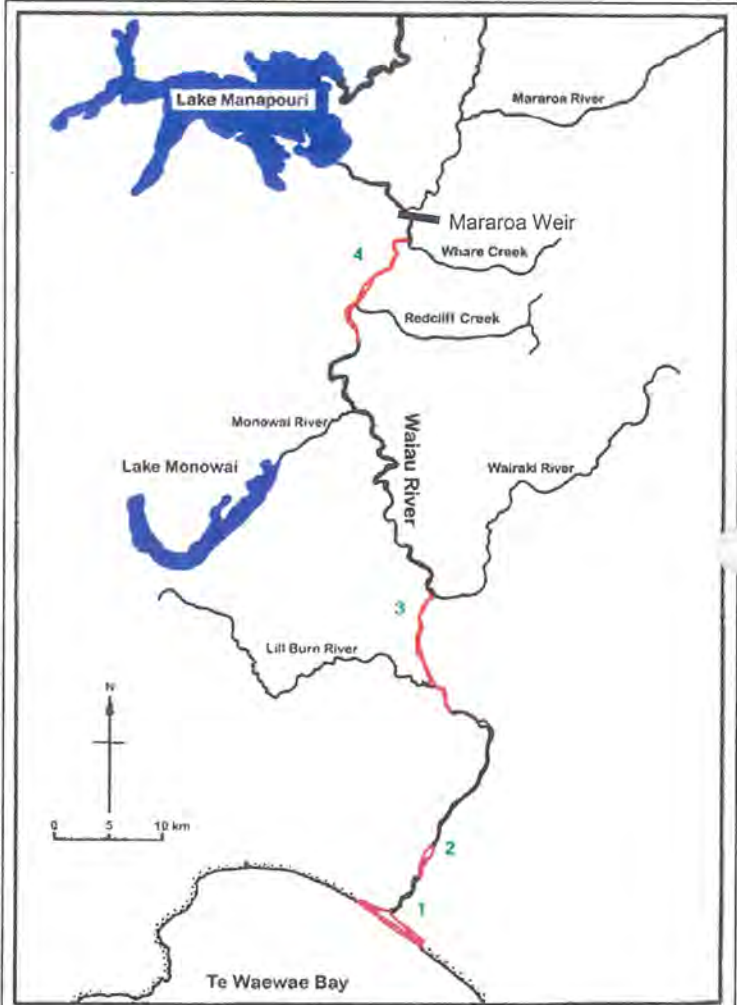 Lake Manapouri
Mararoa River
Mararoa Weir
4
Whare Creek
Redcliff Creek
Monowai River
Waiau River
Lake Monowai
Wairaki River
3
Lill Burn River
N
0 5 10 km
2
1
Te Waewae Bay